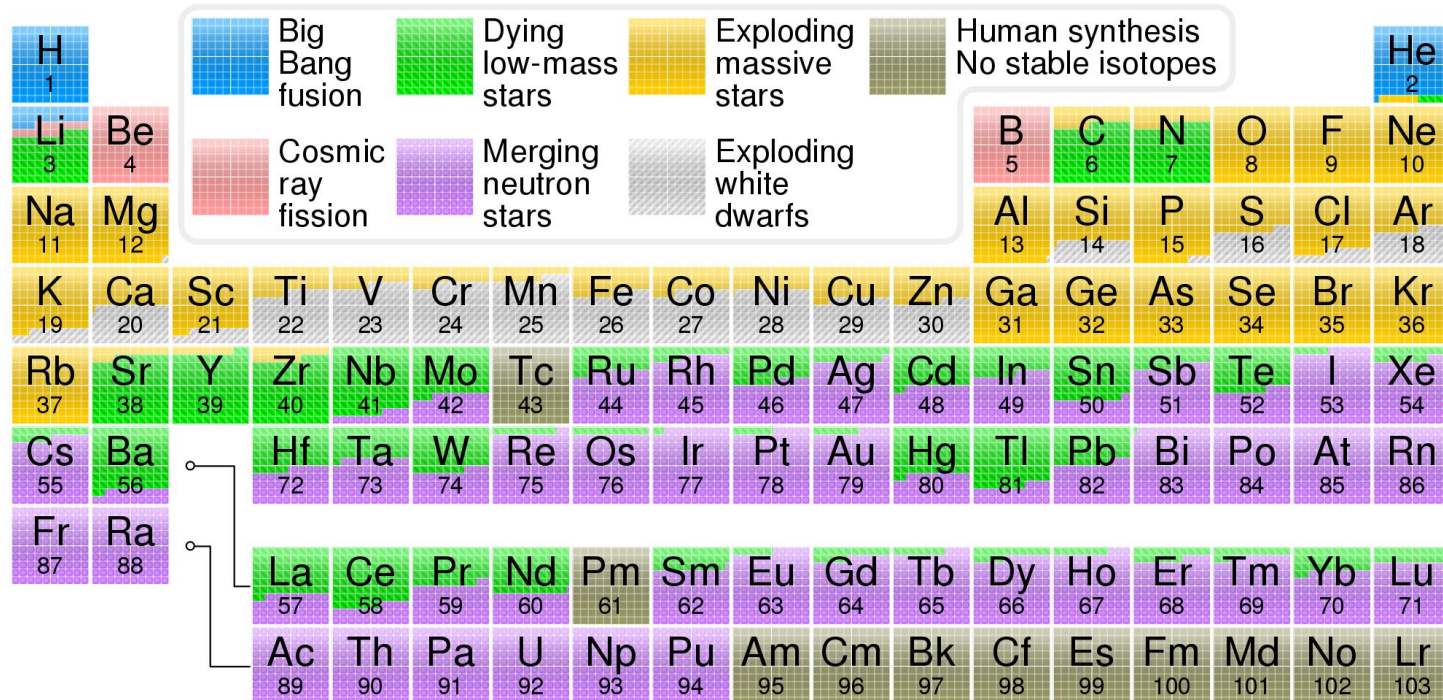 Big
Bang
fusion
Dying
low-mass
stars
Exploding
massive
stars
Human synthesis
No stable isotopes
Cosmic
ray
fission
Merging
neutron
stars
Exploding
white
dwarfs
H
1
He
2
Li
3
Be
4
B
5
C
6
N
7
O
8
F
9
Ne
10
Na
11
Mg
12
Al
13
Si
14
P
15
S
16
Cl
17
Ar
18
K
19
Ca
20
Sc
21
Ti
22
V
23
Cr
24
Mn
25
Fe
26
Co
27
Ni
28
Cu
29
Zn
30
Ga
31
Ge
32
As
33
Se
34
Br
35
Kr
36
Rb
37
Sr
38
Y
39
Zr
40
Nb
41
Mo
42
Tc
43
Ru
44
Rh
45
Pd
46
Ag
47
Cd
48
In
49
Sn
50
Sb
51
Te
52
I
53
Xe
54
Cs
55
Ba
56
Hf
72
Ta
73
W
74
Re
75
Os
76
Ir
77
Pt
78
Au
79
Hg
80
Tl
81
Pb
82
Bi
83
Po
84
At
85
Rn
86
Fr
87
Ra
88
La
57
Ce
58
Pr
59
Nd
60
Pm
61
Sm
62
Eu
63
Gd
64
Tb
65
Dy
66
Ho
67
Er
68
Tm
69
Yb
70
Lu
71
Ac
89
Th
90
Pa
91
U
92
Np
93
Pu
94
Am
95
Cm
96
Bk
97
Cf
98
Es
99
Fm
100
Md
101
No
102
Lr
103